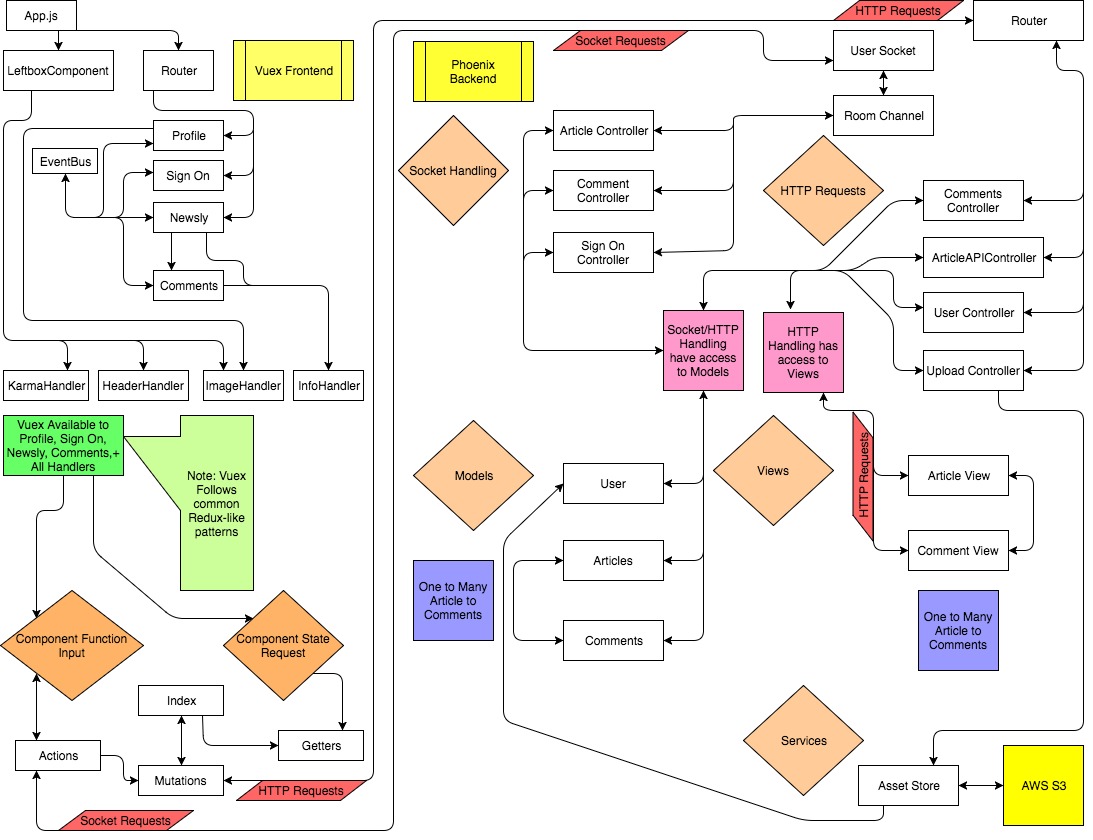 App.js
HTTP Requests
Router
LeftboxComponent
Router
Vuex Frontend
Phoenix
Backend
Socket Requests
User Socket
Room Channel
Profile
EventBus
Sign On
Newsly
Comments
Article Controller
Socket Handling
Comment
Controller
Sign On
Controller
HTTP Requests
Comments
Controller
ArticleAPIController
User Controller
Upload Controller
Socket/HTTP
Handling
have access
to Models
HTTP
Handling has
access to
Views
KarmaHandler
HeaderHandler
ImageHandler
InfoHandler
Vuex Available to
Profile, Sign On,
Newsly, Comments,+
All Handlers
Note: Vuex
Follows
common
Redux-like
patterns
Models
User
Views
HTTP Requests
Article View
Comment View
Articles
One to Many
Article to
Comments
Comments
One to Many
Article to
Comments
Component Function
Input
Component State
Request
Index
Getters
Actions
Mutations
HTTP Requests
Socket Requests
Services
Asset Store
AWS S3